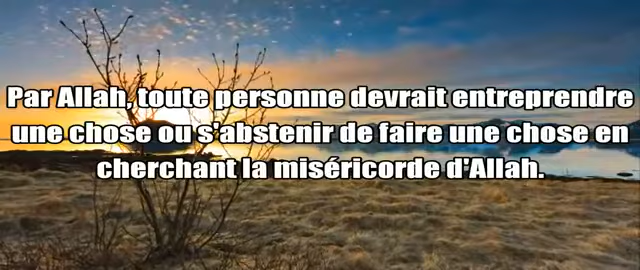 Par Allah, toute personne devrait entreprendre
une chose ou s'abstenir de faire une chose en
cherchant la miséricorde d'Allah.